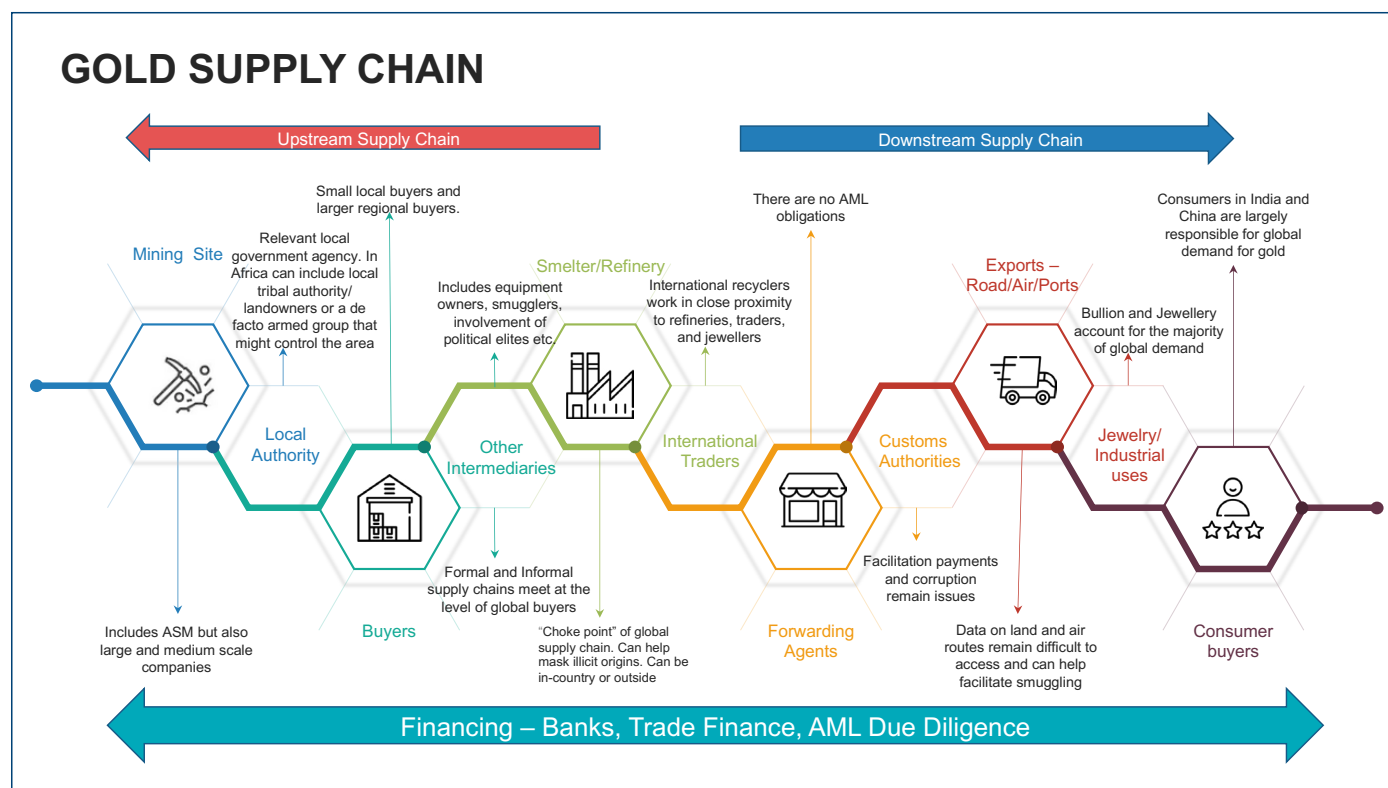 GOLD SUPPLY CHAIN
Upstream Supply Chain
Downstream Supply Chain
Mining Site
Includes ASM but also
large and medium scale
companies
Relevant local
government agency. In
Africa can include local
tribal authority/
landowners or a de
facto armed group that
might control the area
Local
Authority
Small local buyers and
larger regional buyers.
Buyers
Includes equipment
owners, smugglers,
involvement of
political elites etc.
Other
Intermediaries
Formal and Informal
supply chains meet at the
level of global buyers
Smelter/Refinery
“Choke point” of global
supply chain. Can help
mask illicit origins. Can be
in-country or outside
International recyclers
work in close proximity
to refineries, traders,
and jewellers
International
Traders
There are no AML
obligations
Forwarding
Agents
Customs
Authorities
Facilitation payments
and corruption
remain issues
Exports –
Road/Air/Ports
Data on land and air
routes remain difficult to
access and can help
facilitate smuggling
Bullion and Jewellery
account for the majority
of global demand
Jewelry/
Industrial
uses
Consumers in India and
China are largely
responsible for global
demand for gold
Consumer
buyers
Financing – Banks, Trade Finance, AML Due Diligence